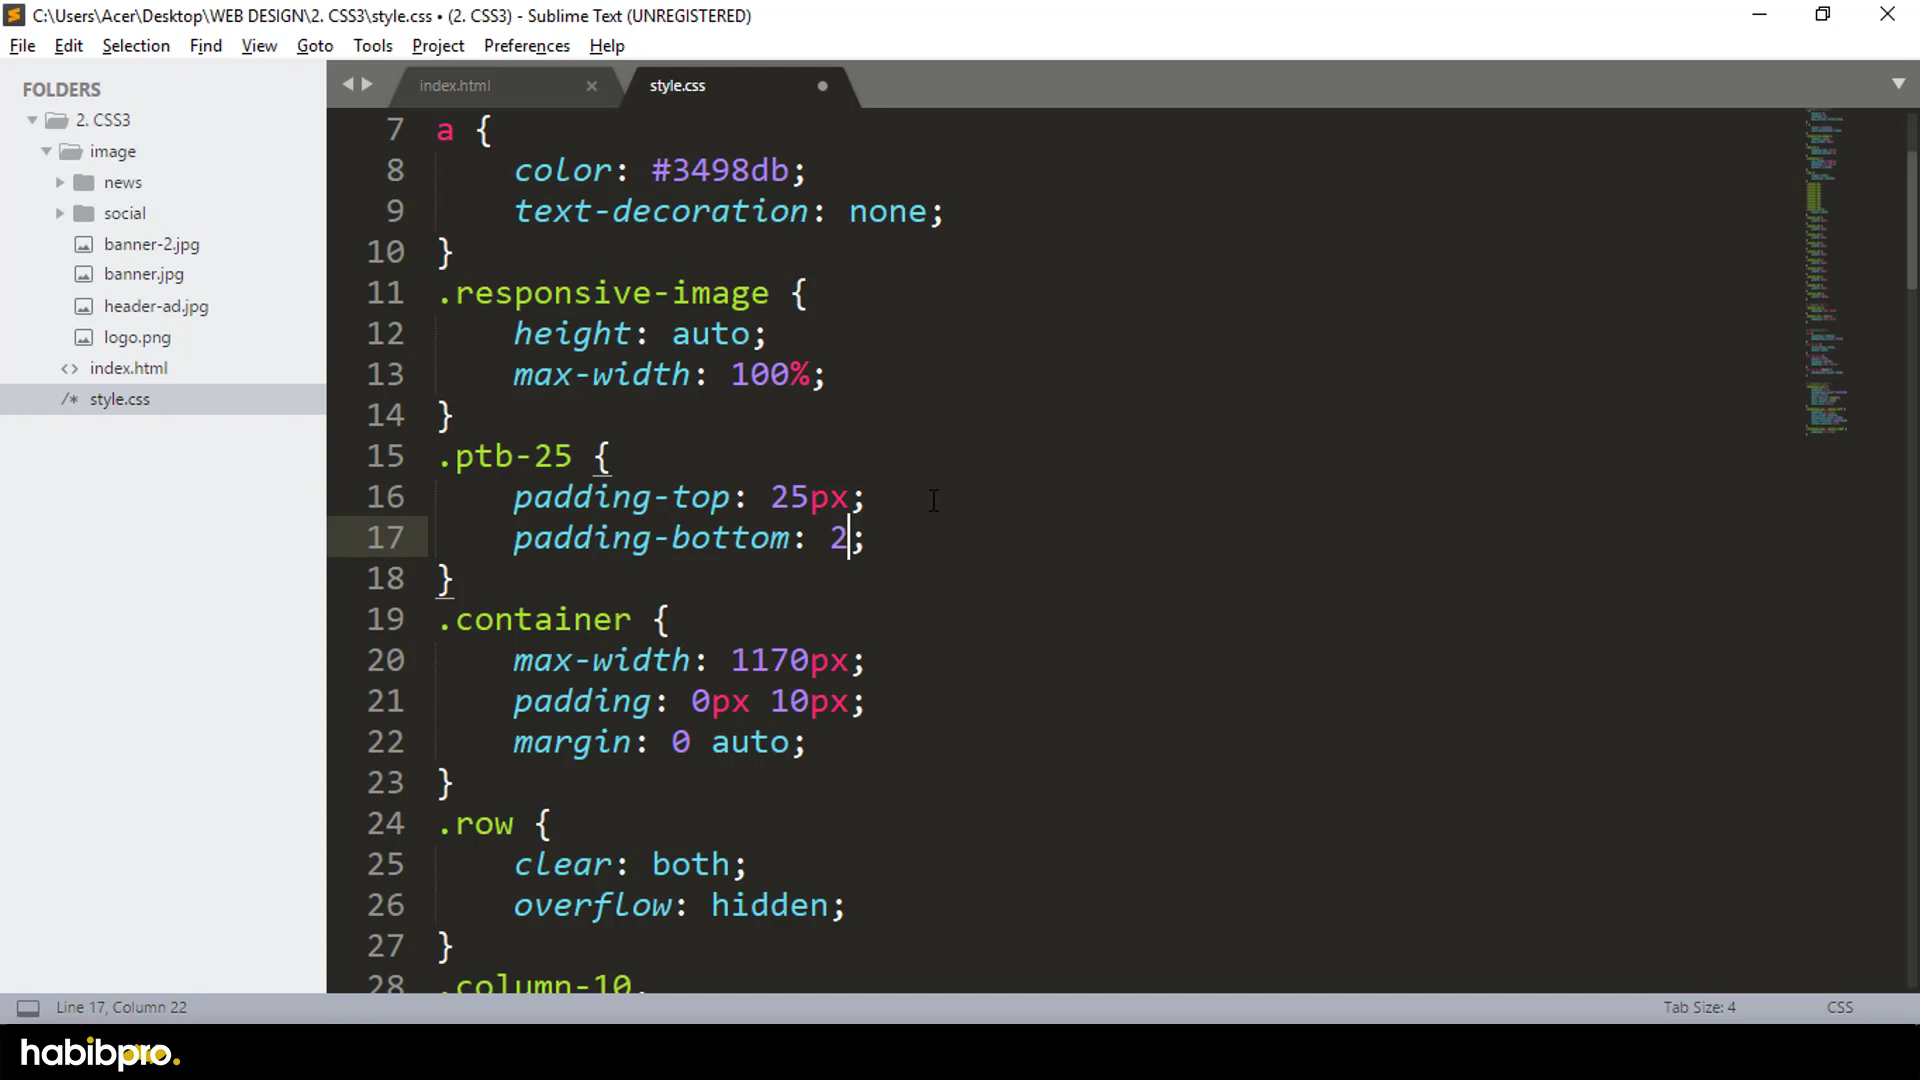 C:\Users\Acer\Desktop\WEB DESIGN\2. CSS3\style.css • (2. CSS3) - Sublime Text (UNREGISTERED)
File Edit Selection Find View Goto Tools Project Preferences Help
FOLDERS
2. CSS3
image
news
social
banner-2.jpg
banner.jpg
header-ad.jpg
logo.png
<> index.html
/* style.css
index.html
style.css
7 a {
8 color: #3498db;
9 text-decoration: none;
10 }
11 .responsive-image {
12 height: auto;
13 max-width: 100%;
14 }
15 .ptb-25 {
16 padding-top: 25px;
17 padding-bottom: 2;
18 }
19 .container {
20 max-width: 1170px;
21 padding: 0px 10px;
22 margin: 0 auto;
23 }
24 .row {
25 clear: both;
26 overflow: hidden;
27 }
28 .column-10,
Line 17, Column 22
Tab Size: 4
CSS
habibpro.